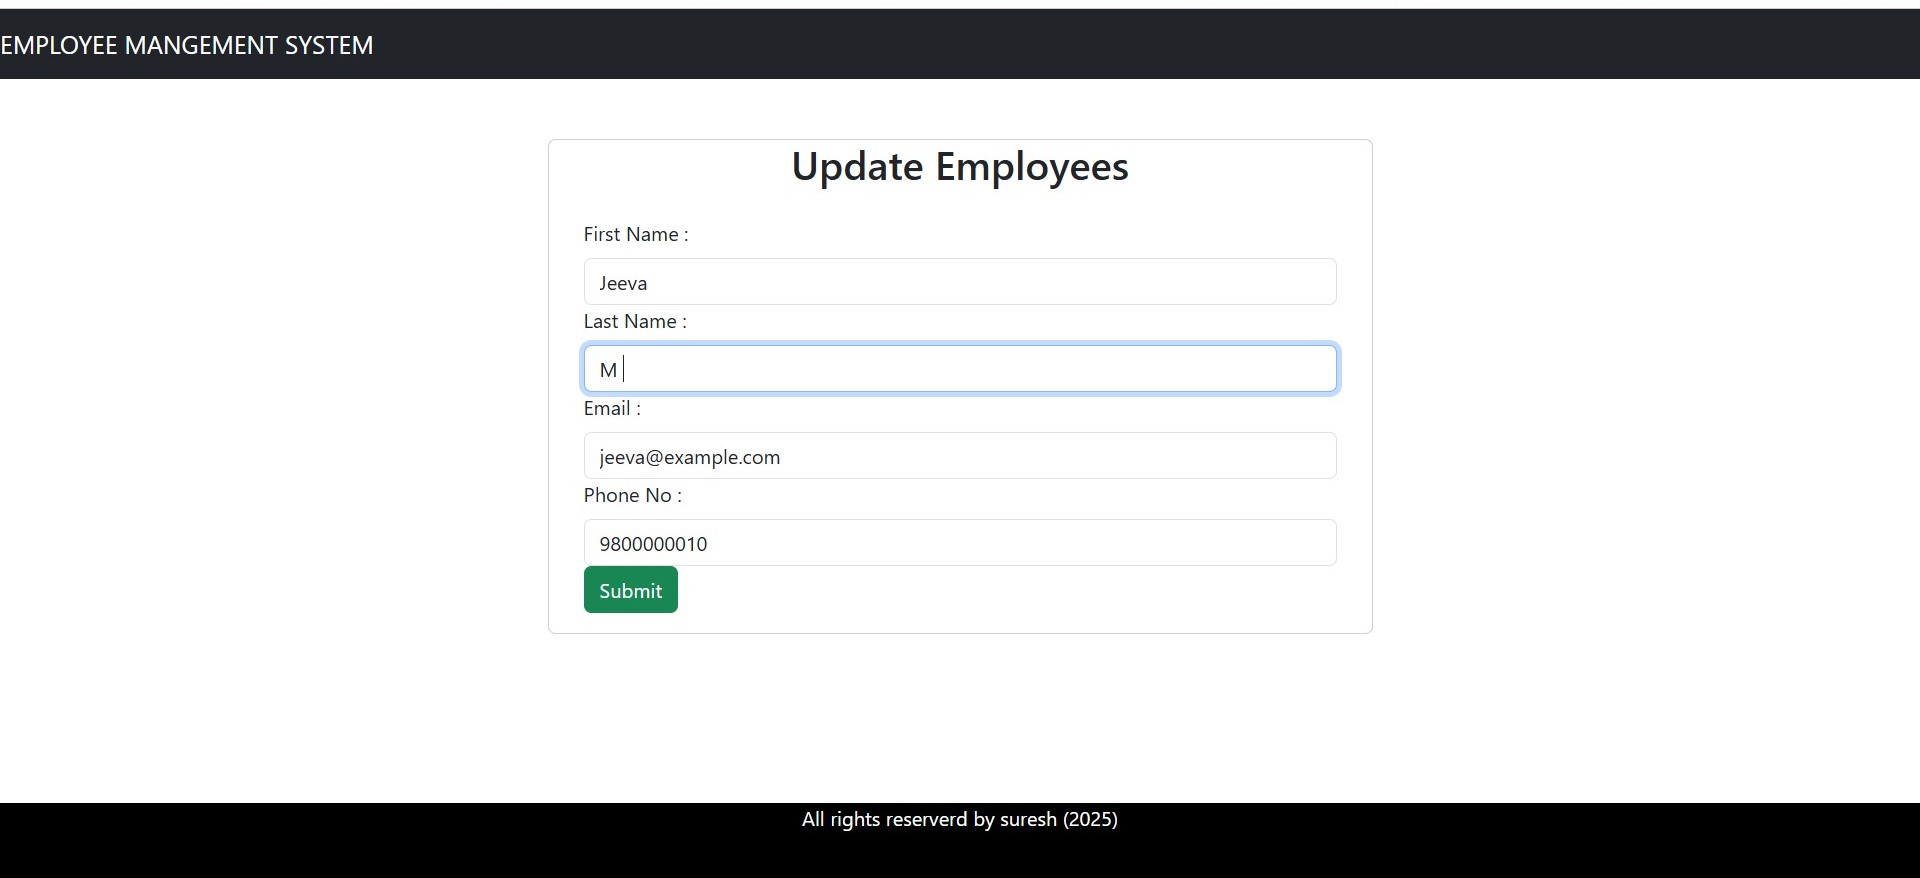 EMPLOYEE MANGEMENT SYSTEM
Update Employees
First Name :
Jeeva
Last Name :
M
Email :
jeeva@example.com
Phone No :
9800000010
Submit
All rights reserverd by suresh (2025)